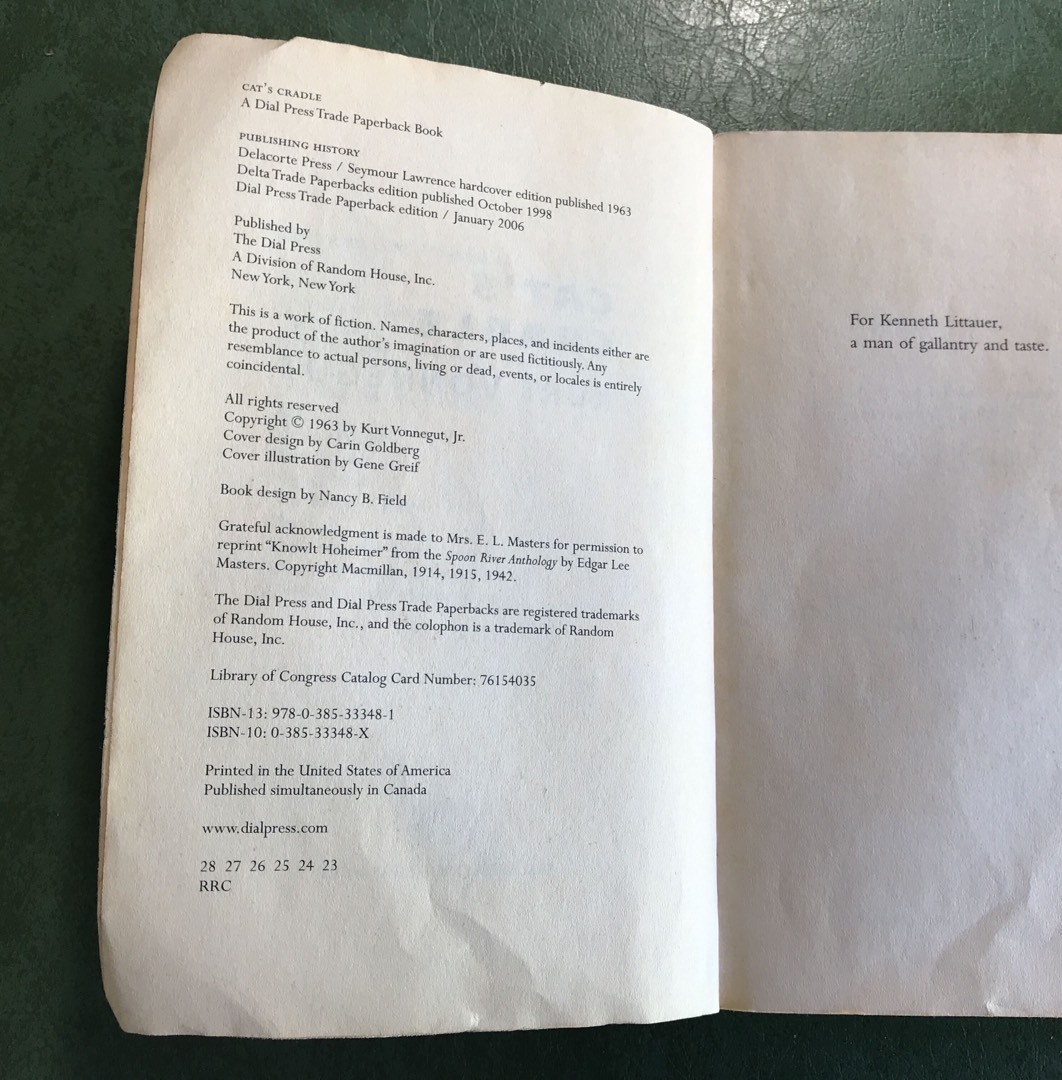 CAT'S CRADLE
A Dial Press Trade Paperback Book
PUBLISHING HISTORY
Delacorte Press / Seymour Lawrence hardcover edition published 1963
Delta Trade Paperbacks edition published October 1998
Dial Press Trade Paperback edition / January 2006
Published by
The Dial Press
A Division of Random House, Inc.
New York, New York
This is a work of fiction. Names, characters, places, and incidents either are
the product of the author's imagination or are used fictitiously. Any
resemblance to actual persons, living or dead, events, or locales is entirely
coincidental.
All rights reserved
Copyright © 1963 by Kurt Vonnegut, Jr.
Cover design by Carin Goldberg
Cover illustration by Gene Greif
Book design by Nancy B. Field
Grateful acknowledgment is made to Mrs. E. L. Masters for permission to
reprint “Knowlt Hoheimer” from the Spoon River Anthology by Edgar Lee
Masters. Copyright Macmillan, 1914, 1915, 1942.
The Dial Press and Dial Press Trade Paperbacks are registered trademarks
of Random House, Inc., and the colophon is a trademark of Random
House, Inc.
Library of Congress Catalog Card Number: 76154035
ISBN-13: 978-0-385-33348-1
ISBN-10: 0-385-33348-X
Printed in the United States of America
Published simultaneously in Canada
www.dialpress.com
28 27 26 25 24 23
RRC
For Kenneth Littauer,
a man of gallantry and taste.